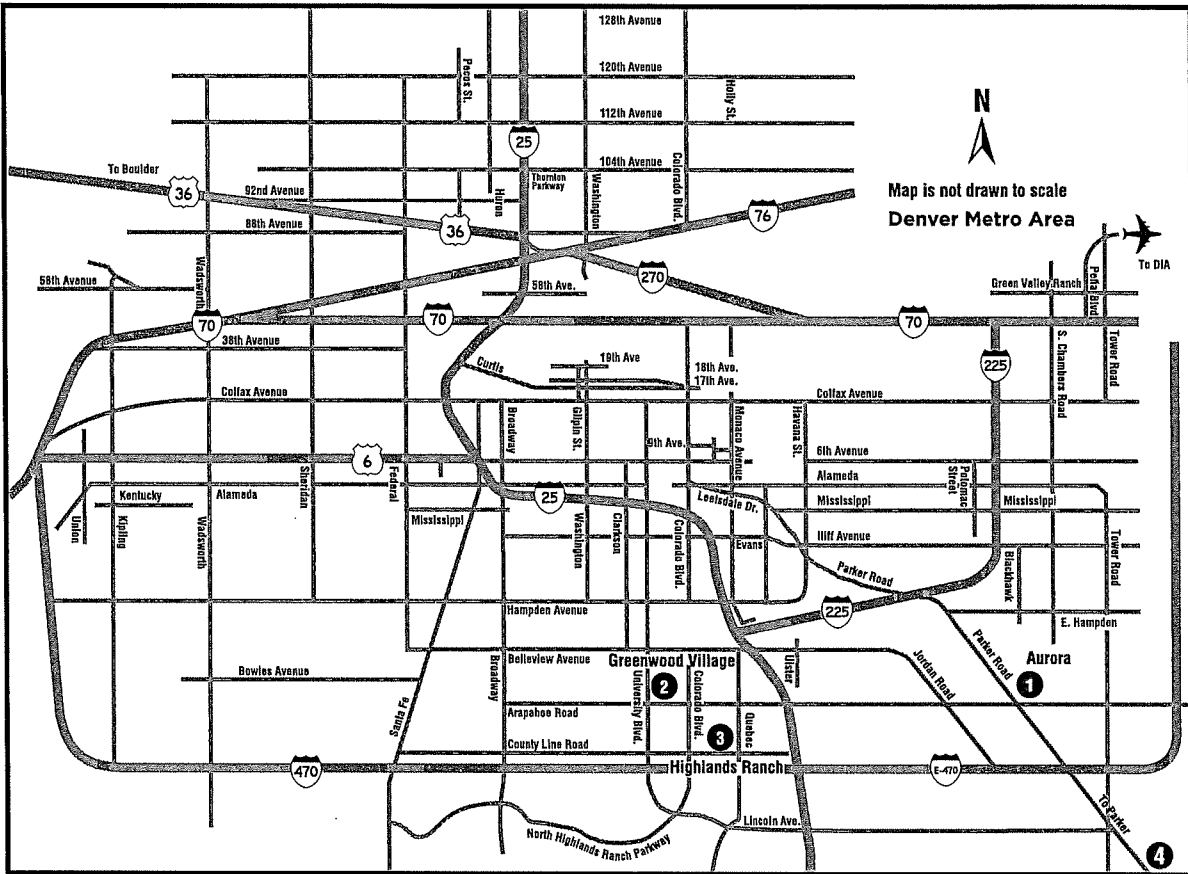 128th Avenue
120th Avenue
Pecos St.
Holly St.
112th Avenue
N
25
To Boulder
104th Avenue
Colorado Blvd.
Thornton
Parkway
Map is not drawn to scale
Denver Metro Area
36
92nd Avenue
Huron
Washington
76
36
88th Avenue
To DIA
Wadsworth
270
Peña Blvd
58th Avenue
58th Ave.
Green Valley Ranch
70
70
70
38th Avenue
S. Chambers Road
Tower Road
225
19th Ave
Curtis
18th Ave.
17th Ave.
Colfax Avenue
Colfax Avenue
Broadway
Gilpin St.
Monaco Avenue
Havana St.
9th Ave.
6th Avenue
6
Sheridan
Federal
Alameda
Potomac
Street
Kentucky
Alameda
25
Leetsdale Dr.
Mississippi
Mississippi
Union
Kipling
Wadsworth
Mississippi
Washington
Clarkson
Colorado Blvd.
Evans
Iliff Avenue
Tower Road
Blackhawk
Parker Road
Hampden Avenue
225
E. Hampden
Parker Road
Belleview Avenue
Greenwood Village
Ulster
Jordan Road
Aurora
Bowles Avenue
Broadway
2
1
Santa Fe
University Blvd.
Colorado Blvd.
Arapahoe Road
Quebec
3
County Line Road
470
Highlands Ranch
E-470
To Parker
Lincoln Ave.
North Highlands Ranch Parkway
4